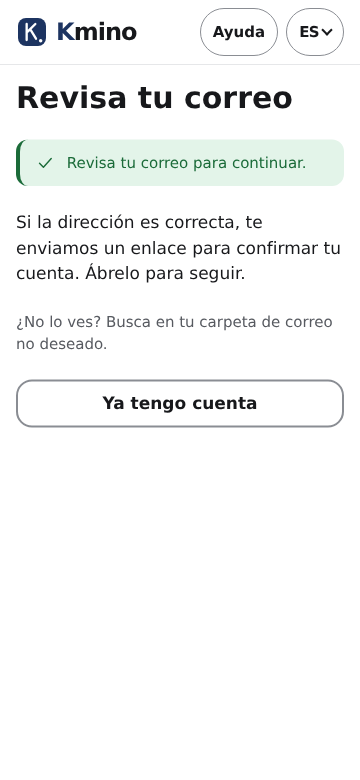 K. Kmino Ayuda ES
Revisa tu correo
Revisa tu correo para continuar.
Si la dirección es correcta, te
enviamos un enlace para confirmar tu
cuenta. Ábrelo para seguir.
¿No lo ves? Busca en tu carpeta de correo
no deseado.
Ya tengo cuenta